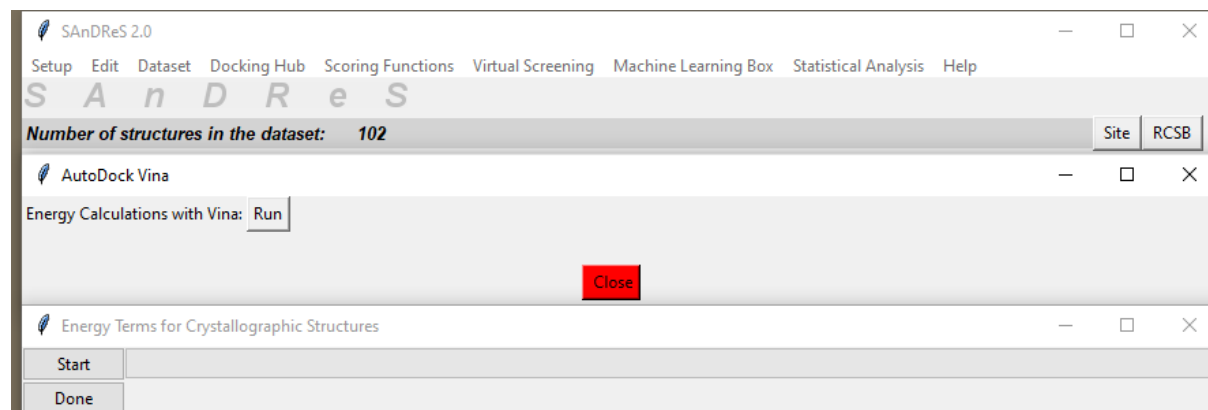 SAnDReS 2.0
Setup Edit Dataset Docking Hub Scoring Functions Virtual Screening Machine Learning Box Statistical Analysis Help
S A n D R e S
Number of structures in the dataset: 102 Site RCSB
AutoDock Vina
Energy Calculations with Vina: Run
Close
Energy Terms for Crystallographic Structures
Start
Done